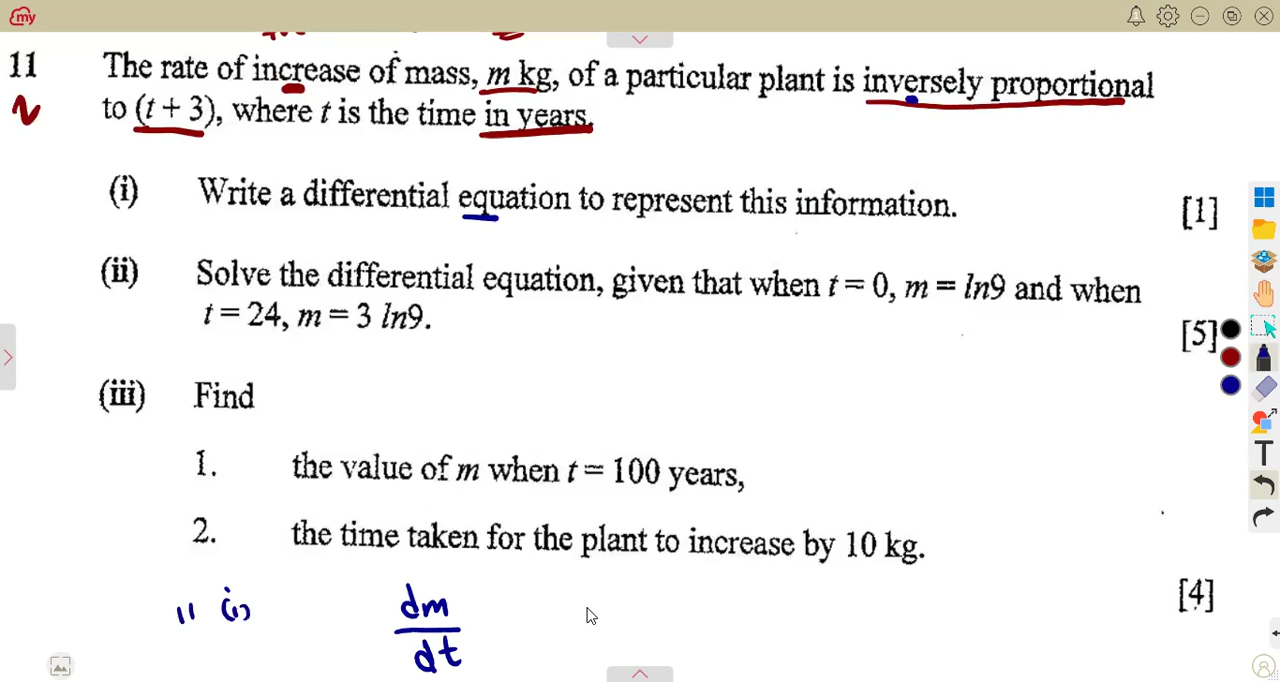 my
11 The rate of increase of mass, m kg, of a particular plant is inversely proportional
to (t + 3), where t is the time in years.
(i) Write a differential equation to represent this information. [1]
(ii) Solve the differential equation, given that when t = 0, m = ln9 and when
t = 24, m = 3 ln9. [5]
(iii) Find
1. the value of m when t = 100 years,
2. the time taken for the plant to increase by 10 kg. [4]
11 (i) dm
dt
T